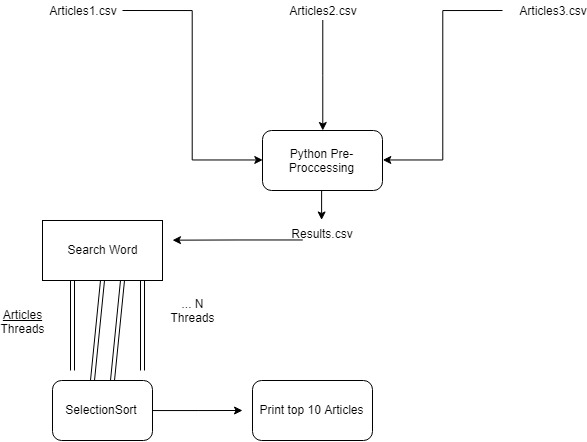 Articles1.csv
Articles2.csv
Articles3.csv
Python Pre-
Proccessing
Results.csv
Search Word
Articles
Threads
... N
Threads
SelectionSort
Print top 10 Articles